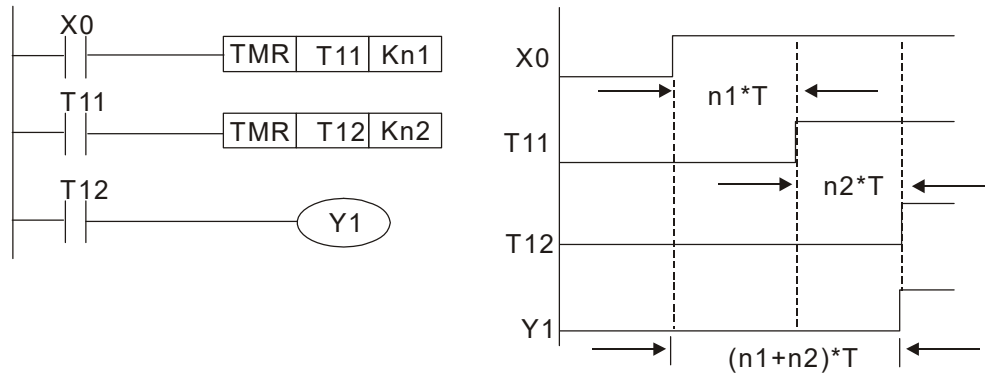 X0
TMR T11 Kn1
T11
TMR T12 Kn2
T12
Y1
X0
n1*T
T11
n2*T
T12
Y1
(n1+n2)*T